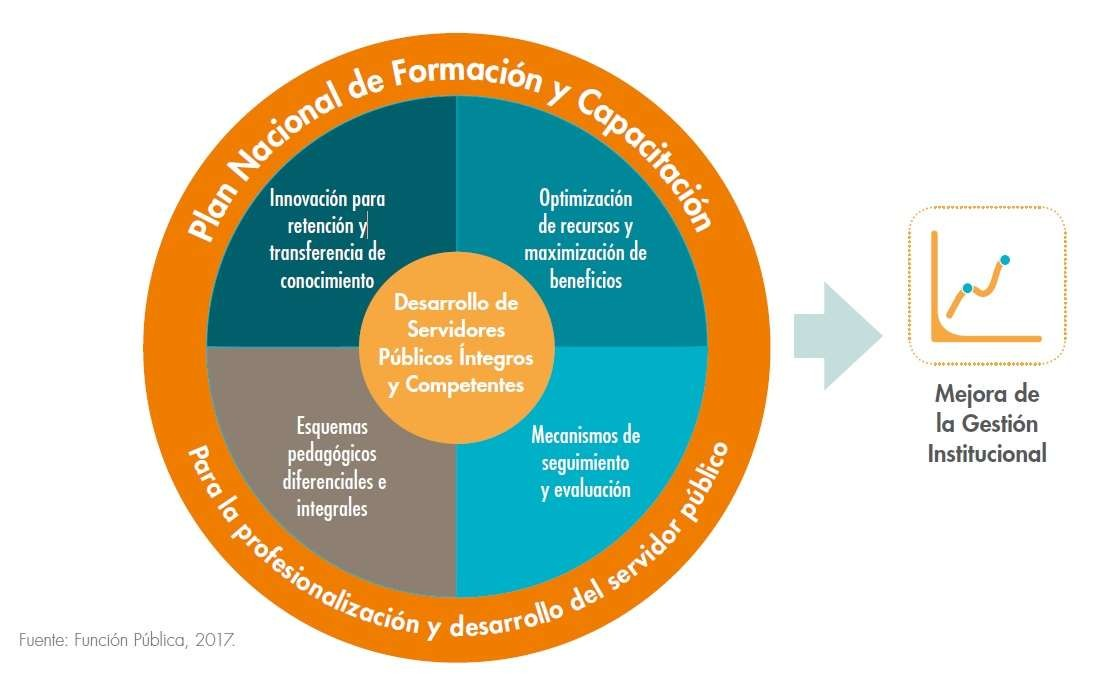 Plan Nacional de Formación y Capacitación
Innovación para
retención y
transferencia de
conocimiento
Optimización
de recursos y
maximización de
beneficios
Desarrollo de
Servidores
Públicos Íntegros
y Competentes
Esquemas
pedagógicos
diferenciales e
integrales
Mecanismos de
seguimiento
y evaluación
Para la profesionalización y desarrollo del servidor público
Mejora de
la Gestión
Institucional
Fuente: Función Pública, 2017.